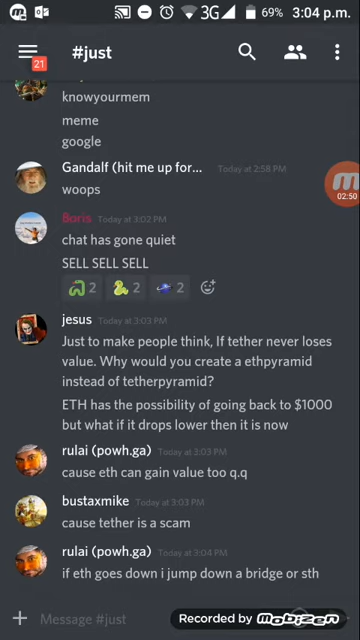 3G 69% 3:04 p.m.
21
#just
knowyourmem
meme
google
Gandalf (hit me up for... Today at 2:58 PM
woops
02:50
Boris Today at 3:02 PM
chat has gone quiet
SELL SELL SELL
2 2 2
jesus Today at 3:03 PM
Just to make people think, If tether never loses
value. Why would you create a ethpyramid
instead of tetherpyramid?
ETH has the possibility of going back to $1000
but what if it drops lower then it is now
rulai (powh.ga) Today at 3:03 PM
cause eth can gain value too q.q
bustaxmike Today at 3:03 PM
cause tether is a scam
rulai (powh.ga) Today at 3:04 PM
if eth goes down i jump down a bridge or sth
Message #just
Recorded by Mobizen